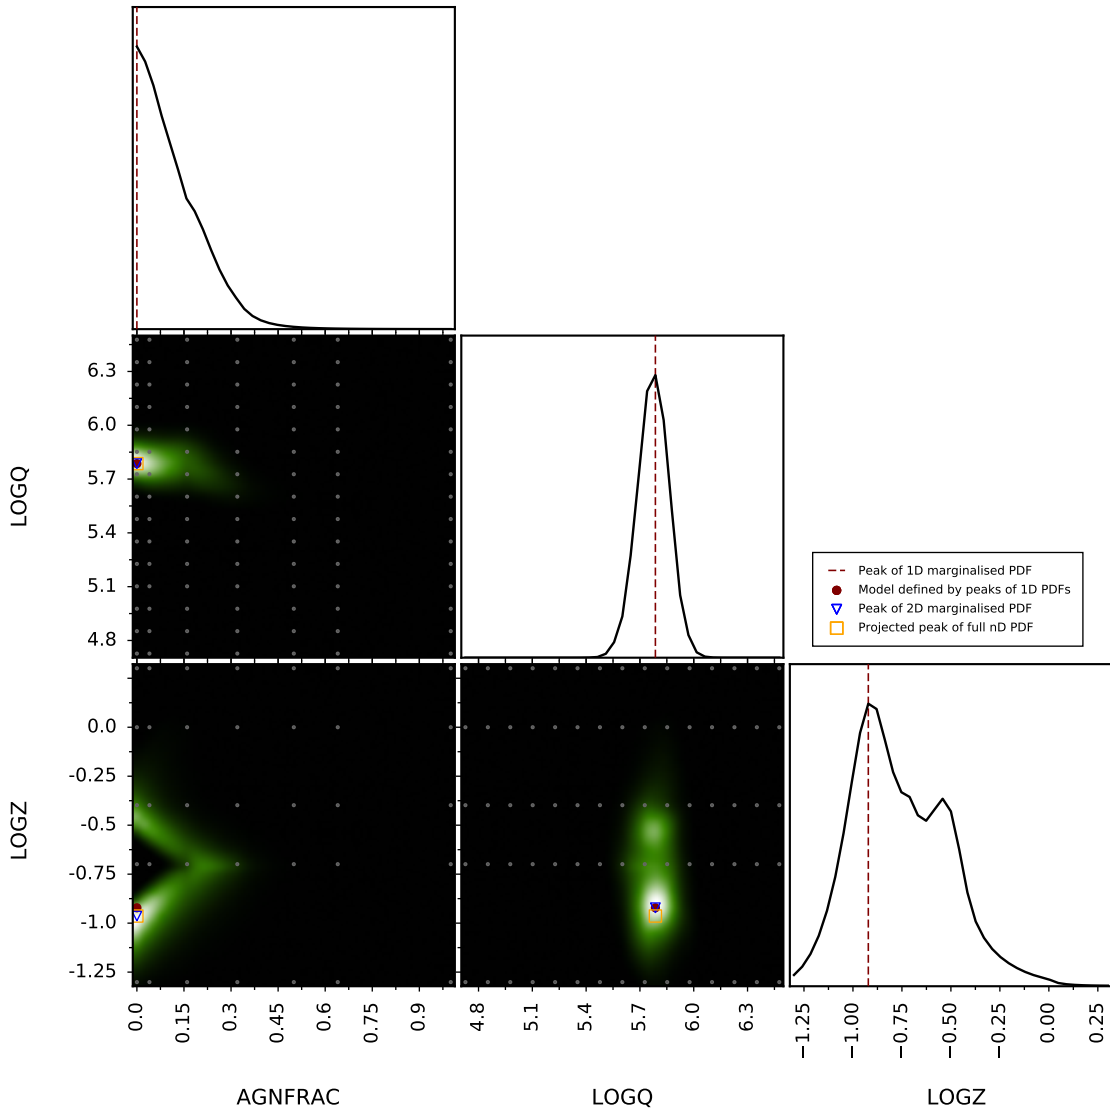 6.3
6.0
5.7
5.4
5.1
4.8
LOGQ
Peak of 1D marginalised PDF
Model defined by peaks of 1D PDFs
Peak of 2D marginalised PDF
Projected peak of full nD PDF
0.0
-0.25
-0.5
-0.75
-1.0
-1.25
LOGZ
0.0 0.15 0.3 0.45 0.6 0.75 0.9
4.8 5.1 5.4 5.7 6.0 6.3
−1.25 −1.00 −0.75 −0.50 −0.25 0.00 0.25
AGNFRAC LOGQ LOGZ